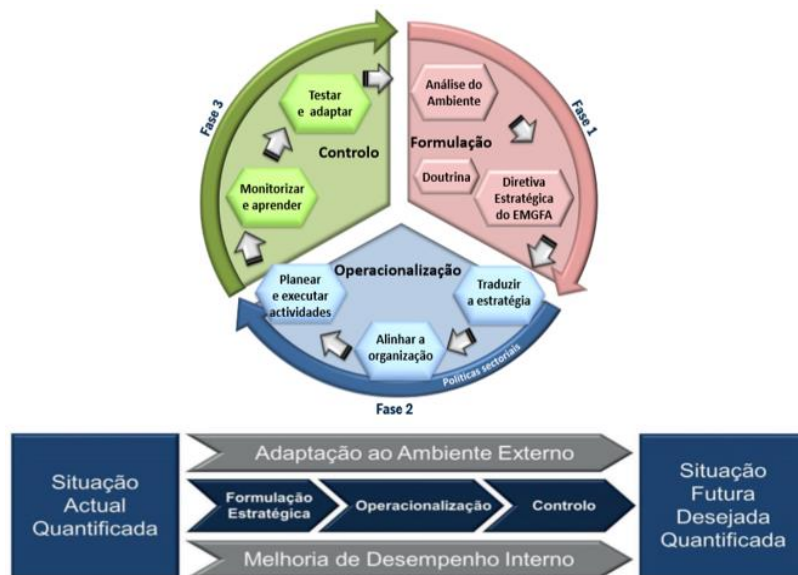 Fase 1
Análise do
Ambiente
Formulação
Doutrina
Diretiva
Estratégica
do EMGFA
Fase 2
Operacionalização
Traduzir
a estratégia
Alinhar a
organização
Planear
e executar
actividades
Políticas sectoriais
Fase 3
Controlo
Monitorizar
e aprender
Testar
e adaptar
Situação
Actual
Quantificada
Adaptação ao Ambiente Externo
Formulação
Estratégica
Operacionalização
Controlo
Melhoria de Desempenho Interno
Situação
Futura
Desejada
Quantificada